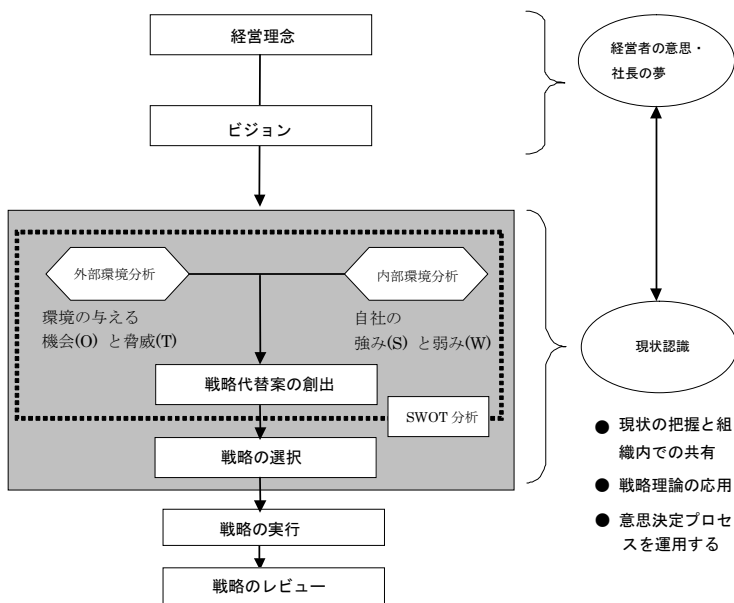 経営理念
経営者の意思・
社長の夢
ビジョン
外部環境分析
内部環境分析
環境の与える
機会(O) と脅威(T)
自社の
強み(S) と弱み(W)
現状認識
戦略代替案の創出
SWOT 分析
戦略の選択
● 現状の把握と組
織内での共有
● 戦略理論の応用
● 意思決定プロセ
スを運用する
戦略の実行
戦略のレビュー